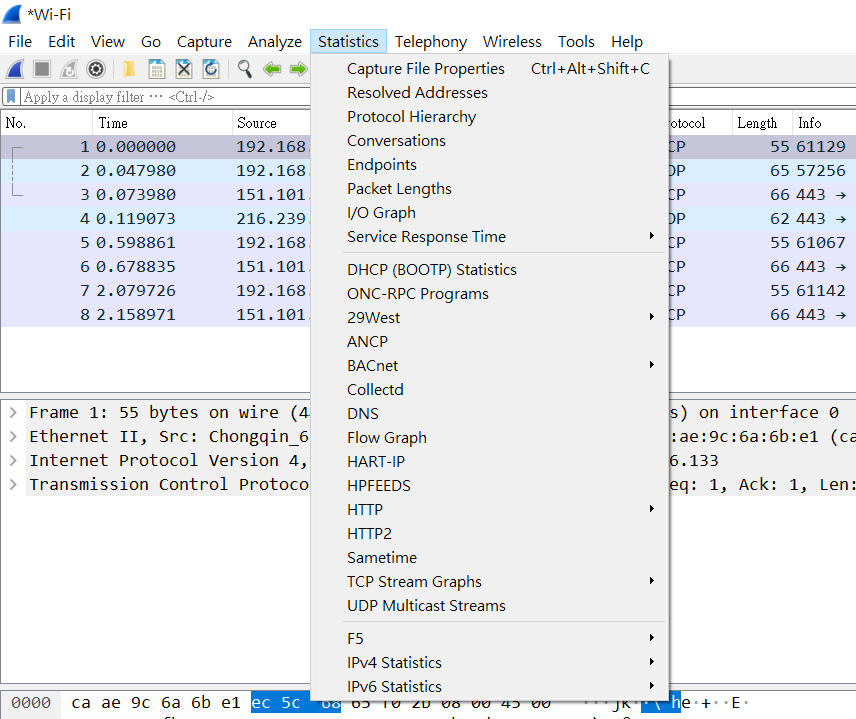 *Wi-Fi
File Edit View Go Capture Analyze Statistics Telephony Wireless Tools Help
Apply a display filter ··· <Ctrl-/>
No. Time Source Length Info
1 0.000000 192.168. CP 55 61129
2 0.047980 192.168. 65 57256
3 0.073980 151.101. CP 66 443 →
4 0.119073 216.239. 62 443 →
5 0.598861 192.168. CP 55 61067
6 0.678835 151.101. CP 66 443 →
7 2.079726 192.168. CP 55 61142
8 2.158971 151.101. CP 66 443 →
Capture File Properties Ctrl+Alt+Shift+C
Resolved Addresses
Protocol Hierarchy
Conversations
Endpoints
Packet Lengths
I/O Graph
Service Response Time
DHCP (BOOTP) Statistics
ONC-RPC Programs
29West
ANCP
BACnet
Collectd
DNS
Flow Graph
HART-IP
HPFEEDS
HTTP
HTTP2
Sametime
TCP Stream Graphs
UDP Multicast Streams
F5
IPv4 Statistics
IPv6 Statistics
Frame 1: 55 bytes on wire (4 s) on interface 0
Ethernet II, Src: Chongqin_6 :ae:9c:6a:6b:e1 (ca
Internet Protocol Version 4, 6.133
Transmission Control Protoco eq: 1, Ack: 1, Len:
0000 ca ae 9c 6a 6b e1 ec 5c 68 65 08 00 45 00